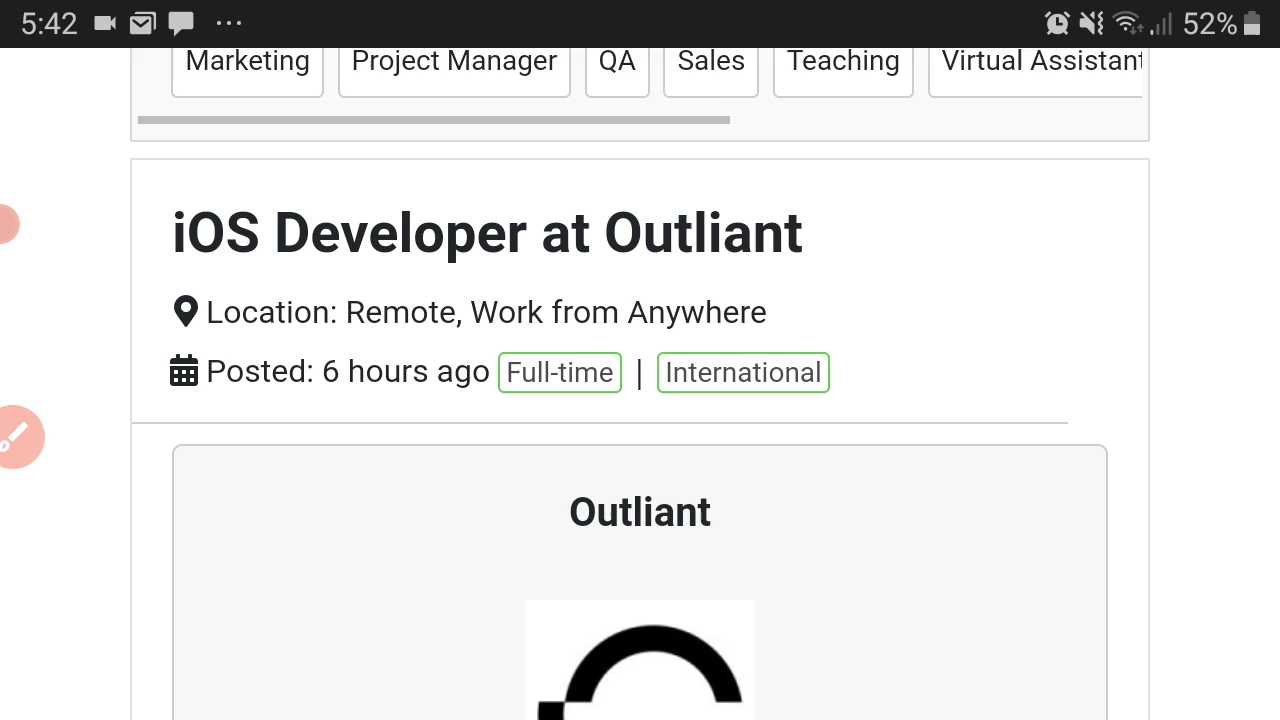 5:42 52%
Marketing Project Manager QA Sales Teaching Virtual Assistant
iOS Developer at Outliant
Location: Remote, Work from Anywhere
Posted: 6 hours ago Full-time | International
Outliant